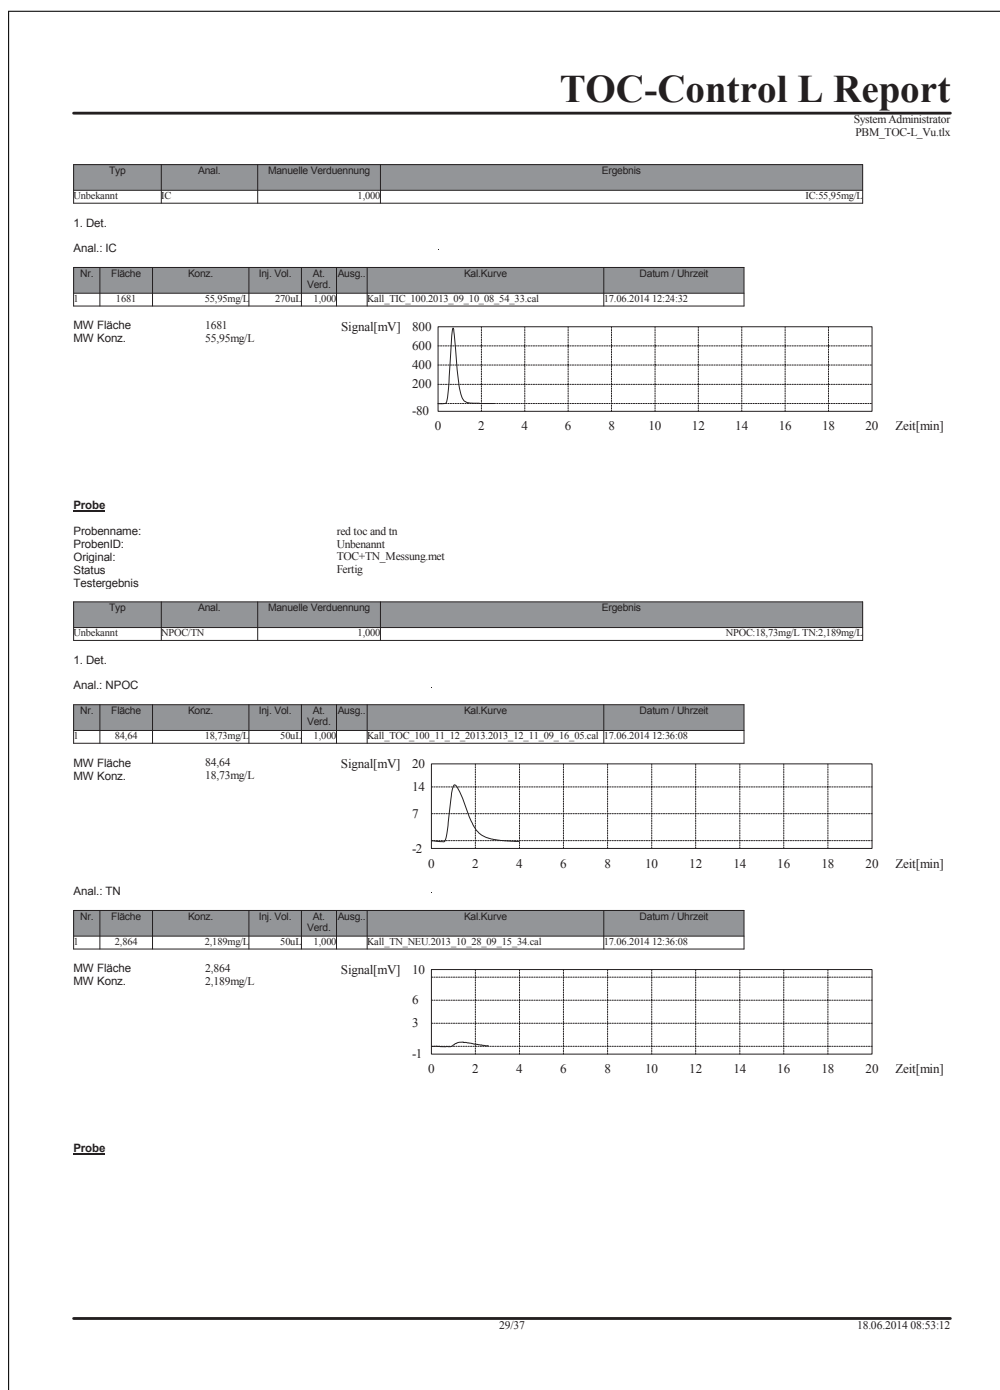 TOC-Control L Report
System Administrator
PBM_TOC-L_Vu.tlx
Typ Anal. Manuelle Verduennung Ergebnis
Unbekannt IC 1,000 IC:55,95mg/L
1. Det.
Anal.: IC
Nr. Fläche Konz. Inj. Vol. At. Verd. Ausg.. Kal.Kurve Datum / Uhrzeit
1 1681 55,95mg/L 270uL 1,000 Kall_TIC_100.2013_09_10_08_54_33.cal 17.06.2014 12:24:32
MW Fläche 1681
MW Konz. 55,95mg/L
Signal[mV] 800
600
400
200
-80
0 2 4 6 8 10 12 14 16 18 20 Zeit[min]
Probe
Probenname: red toc and tn
ProbenID: Unbenannt
Original: TOC+TN_Messung.met
Status Fertig
Testergebnis
Typ Anal. Manuelle Verduennung Ergebnis
Unbekannt NPOC/TN 1,000 NPOC:18,73mg/L TN:2,189mg/L
1. Det.
Anal.: NPOC
Nr. Fläche Konz. Inj. Vol. At. Verd. Ausg.. Kal.Kurve Datum / Uhrzeit
1 84,64 18,73mg/L 50uL 1,000 Kall_TOC_100_11_12_2013.2013_12_11_09_16_05.cal 17.06.2014 12:36:08
MW Fläche 84,64
MW Konz. 18,73mg/L
Signal[mV] 20
14
7
-2
0 2 4 6 8 10 12 14 16 18 20 Zeit[min]
Anal.: TN
Nr. Fläche Konz. Inj. Vol. At. Verd. Ausg.. Kal.Kurve Datum / Uhrzeit
1 2,864 2,189mg/L 50uL 1,000 Kall_TN_NEU.2013_10_28_09_15_34.cal 17.06.2014 12:36:08
MW Fläche 2,864
MW Konz. 2,189mg/L
Signal[mV] 10
6
3
-1
0 2 4 6 8 10 12 14 16 18 20 Zeit[min]
Probe
29/37 18.06.2014 08:53:12